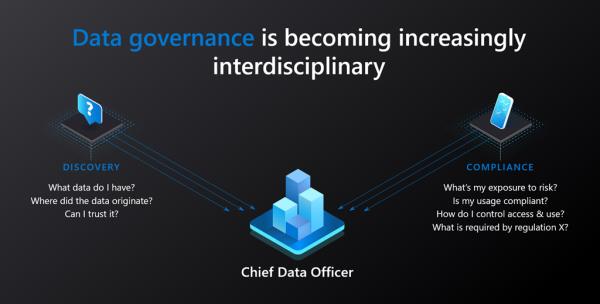 Data governance is becoming increasingly
interdisciplinary
?
DISCOVERY
What data do I have?
Where did the data originate?
Can I trust it?
COMPLIANCE
What's my exposure to risk?
Is my usage compliant?
How do I control access & use?
What is required by regulation X?
Chief Data Officer